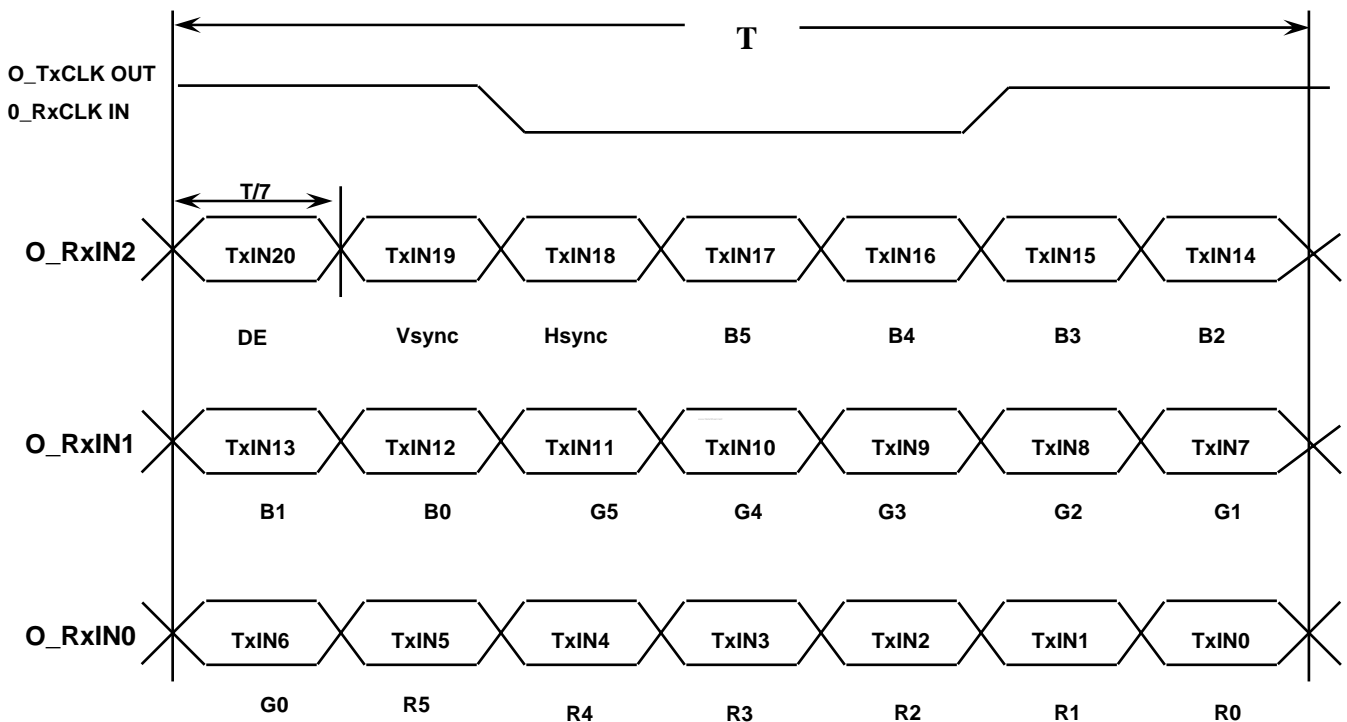 T
O_TxCLK OUT
0_RxCLK IN
T/7
O_RxIN2 TxIN20 TxIN19 TxIN18 TxIN17 TxIN16 TxIN15 TxIN14
DE Vsync Hsync B5 B4 B3 B2
O_RxIN1 TxIN13 TxIN12 TxIN11 TxIN10 TxIN9 TxIN8 TxIN7
B1 B0 G5 G4 G3 G2 G1
O_RxIN0 TxIN6 TxIN5 TxIN4 TxIN3 TxIN2 TxIN1 TxIN0
G0 R5 R4 R3 R2 R1 R0